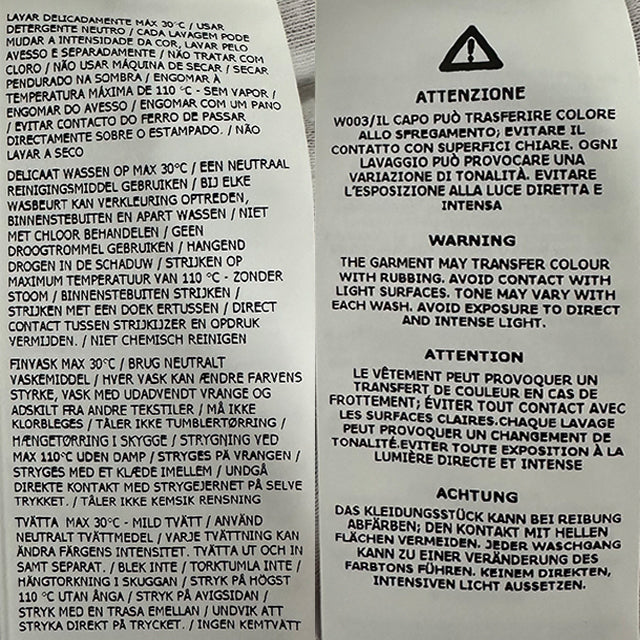 LAVAR DELICADAMENTE MÁX 30°C / USAR
DETERGENTE NEUTRO / CADA LAVAGEM PODE
MUDAR A INTENSIDADE DA COR, LAVAR PELO
AVESSO E SEPARADAMENTE / NÃO TRATAR COM
CLORO / NÃO USAR MÁQUINA DE SECAR / SECAR
PENDURADO NA SOMBRA / ENGOMAR À
TEMPERATURA MÁXIMA DE 110 °C - SEM VAPOR /
ENGOMAR DO AVESSO / ENGOMAR COM UM PANO
/ EVITAR CONTACTO DO FERRO DE PASSAR
DIRECTAMENTE SOBRE O ESTAMPADO. / NÃO
LAVAR A SECO
DELICAAT WASSEN OP MAX 30°C / EEN NEUTRAAL
REINIGINGSMIDDEL GEBRUIKEN / BIJ ELKE
WASBEURT KAN VERKLEURING OPTREDEN,
BINNENSTEBUITEN EN APART WASSEN / NIET
MET CHLOOR BEHANDELEN / GEEN
DROOGTROMMEL GEBRUIKEN / HANGEND
DROGEN IN DE SCHADUW / STRIJKEN OP
MAXIMUM TEMPERATUUR VAN 110 °C - ZONDER
STOOM / BINNENSTEBUITEN STRIJKEN /
STRIJKEN MET EEN DOEK ERTUSSEN / DIRECT
CONTACT TUSSEN STRIJKIJZER EN OPDRUK
VERMIJDEN. / NIET CHEMISCH REINIGEN
FINVASK MAX 30°C / BRUG NEUTRALT
VASKEMIDDEL / HVER VASK KAN ÆNDRE FARVENS
STYRKE, VASK MED UDADVENDT VRANGE OG
ADSKILT FRA ANDRE TEKSTILER / MÅ IKKE
KLORBLEGES / TÅLER IKKE TUMBLERTØRRING /
HÆNGETØRRING I SKYGGE / STRYGNING VED
MAX 110°C UDEN DAMP / STRYGES PÅ VRANGEN /
STRYGES MED ET KLÆDE IMELLEM / UNDGÅ
DIREKTE KONTAKT MED STRYGEJERNET PÅ SELVE
TRYKKET. / TÅLER IKKE KEMSIK RENSNING
TVÄTTA MAX 30°C - MILD TVÄTT / ANVÄND
NEUTRALT TVÄTTMEDEL / VARJE TVÄTTNING KAN
ÄNDRA FÄRGENS INTENSITET. TVÄTTA UT OCH IN
SAMT SEPARAT. / BLEK INTE / TORKTUMLA INTE /
HÄNGTORKNING I SKUGGAN / STRYK PÅ HÖGST
110 °C UTAN ÅNGA / STRYK PÅ AVIGSIDAN /
STRYK MED EN TRASA EMELLAN / UNDVIK ATT
STRYKA DIREKT PÅ TRYCKET. / INGEN KEMTVÄTT
ATTENZIONE
W003/IL CAPO PUÒ TRASFERIRE COLORE
ALLO SFREGAMENTO; EVITARE IL
CONTATTO CON SUPERFICI CHIARE. OGNI
LAVAGGIO PUÒ PROVOCARE UNA
VARIAZIONE DI TONALITÀ. EVITARE
L'ESPOSIZIONE ALLA LUCE DIRETTA E
INTENSA
WARNING
THE GARMENT MAY TRANSFER COLOUR
WITH RUBBING. AVOID CONTACT WITH
LIGHT SURFACES. TONE MAY VARY WITH
EACH WASH. AVOID EXPOSURE TO DIRECT
AND INTENSE LIGHT.
ATTENTION
LE VÊTEMENT PEUT PROVOQUER UN
TRANSFERT DE COULEUR EN CAS DE
FROTTEMENT; ÉVITER TOUT CONTACT AVEC
LES SURFACES CLAIRES.CHAQUE LAVAGE
PEUT PROVOQUER UN CHANGEMENT DE
TONALITÉ.EVITER TOUTE EXPOSITION À LA
LUMIÈRE DIRECTE ET INTENSE
ACHTUNG
DAS KLEIDUNGSSTÜCK KANN BEI REIBUNG
ABFÄRBEN; DEN KONTAKT MIT HELLEN
FLÄCHEN VERMEIDEN. JEDER WASCHGANG
KANN ZU EINER VERÄNDERUNG DES
FARBTONS FÜHREN. KEINEM DIREKTEN,
INTENSIVEN LICHT AUSSETZEN.